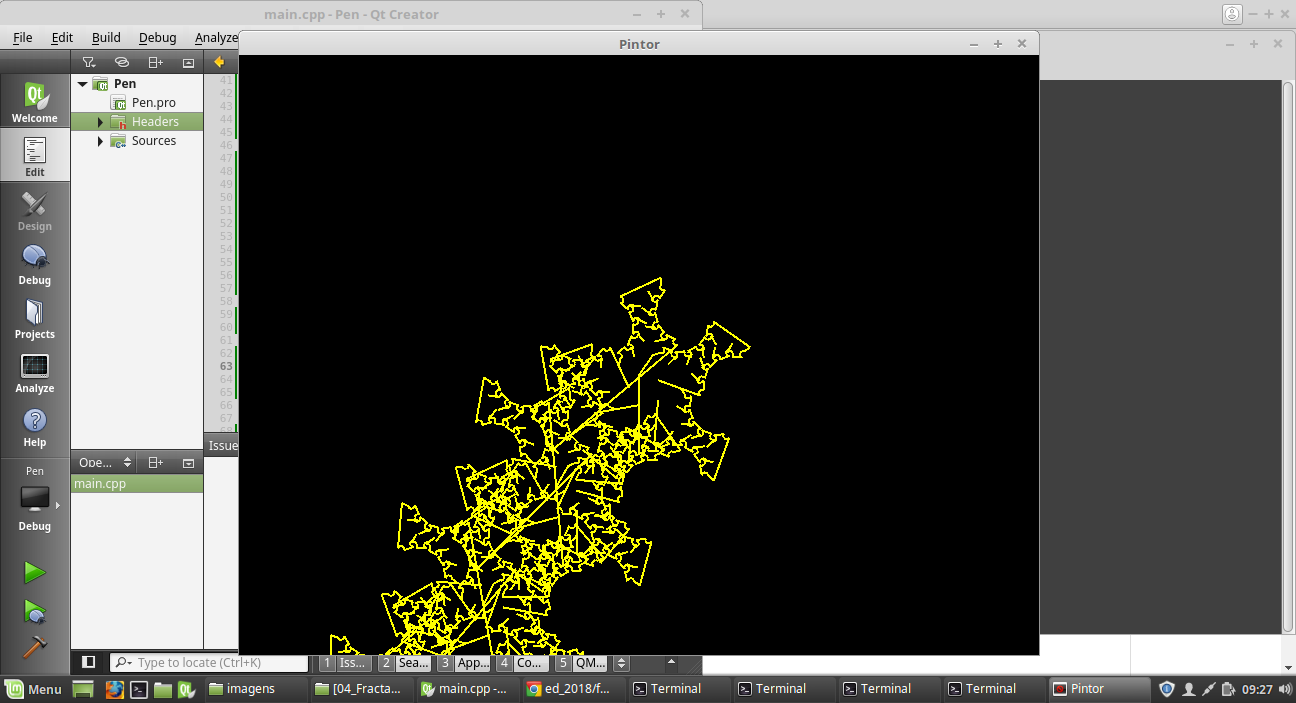 main.cpp - Pen - Qt Creator
File Edit Build Debug Analyze
Pintor
Pen
Pen.pro
Headers
Sources
Welcome
Edit
Design
Debug
Projects
Analyze
Help
Pen
Debug
41
42
43
44
45
46
47
48
49
50
51
52
53
54
55
56
57
58
59
60
61
62
63
64
65
66
67
Issue
Ope...
main.cpp
Type to locate (Ctrl+K)
1 Iss... 2 Sea... 3 App... 4 Co... 5 QM...
Menu imagens [04_Fracta... main.cpp -... ed_2018/f... Terminal Terminal Terminal Terminal Pintor 09:27